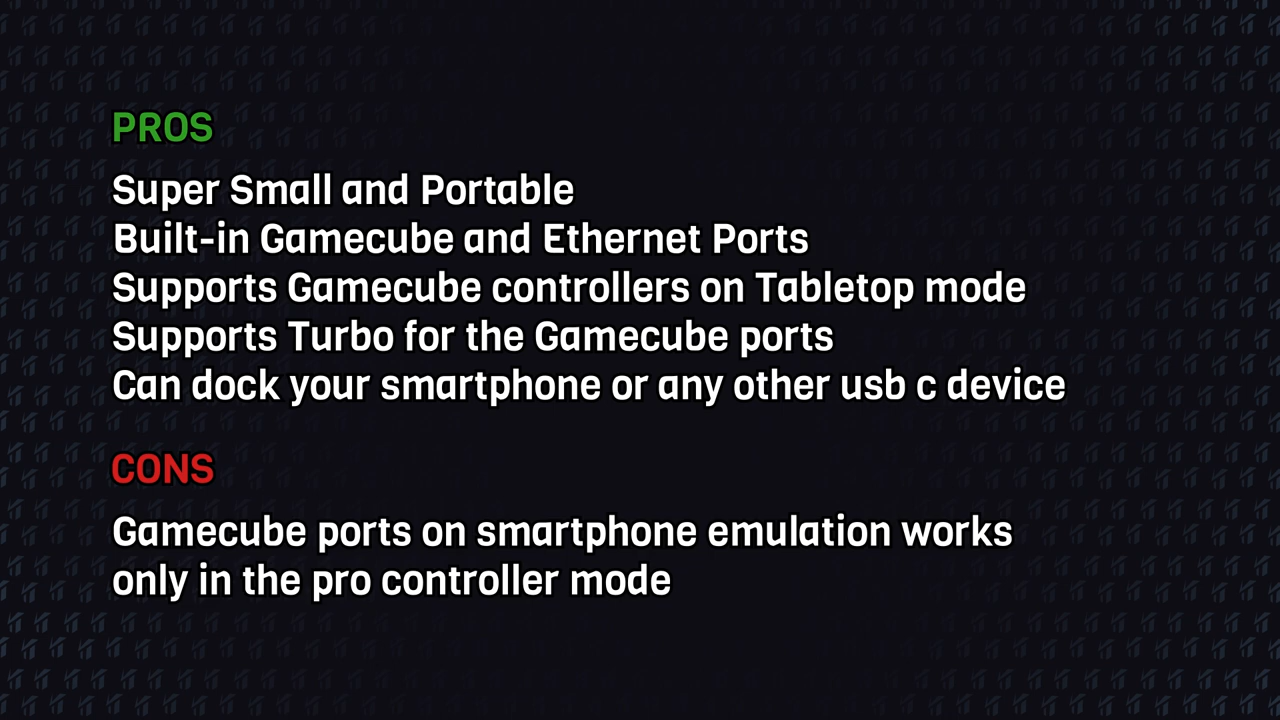 PROS
Super Small and Portable
Built-in Gamecube and Ethernet Ports
Supports Gamecube controllers on Tabletop mode
Supports Turbo for the Gamecube ports
Can dock your smartphone or any other usb c device
CONS
Gamecube ports on smartphone emulation works
only in the pro controller mode